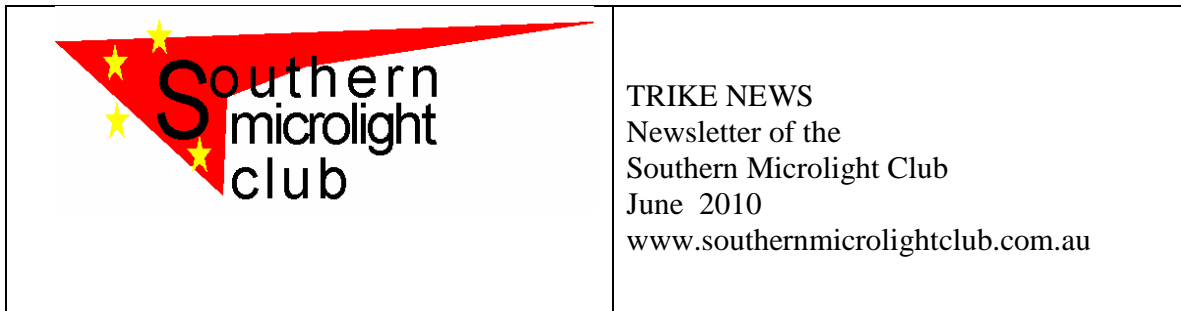 Southern
microlight
club
TRIKE NEWS
Newsletter of the
Southern Microlight Club
June 2010
www.southernmicrolightclub.com.au